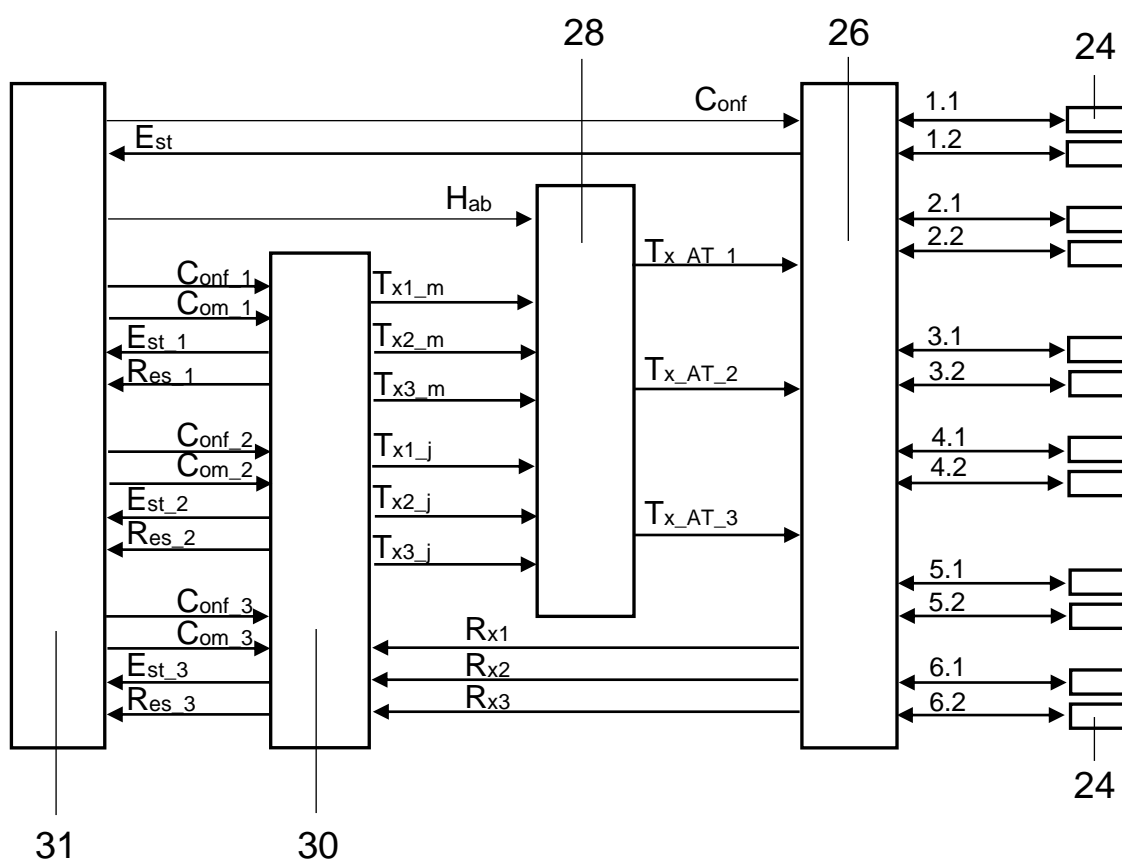 28 26 24
Conf 1.1
Est 1.2
Hab 2.1
Tx_AT_1 2.2
Conf_1 Tx1_m
Com_1
Est_1 Tx2_m 3.1
Res_1 Tx3_m Tx_AT_2 3.2
Conf_2 Tx1_j 4.1
Com_2 4.2
Est_2 Tx2_j Tx_AT_3
Res_2 Tx3_j
5.1
Conf_3 5.2
Com_3 Rx1
Est_3 Rx2 6.1
Res_3 Rx3 6.2
24
31 30